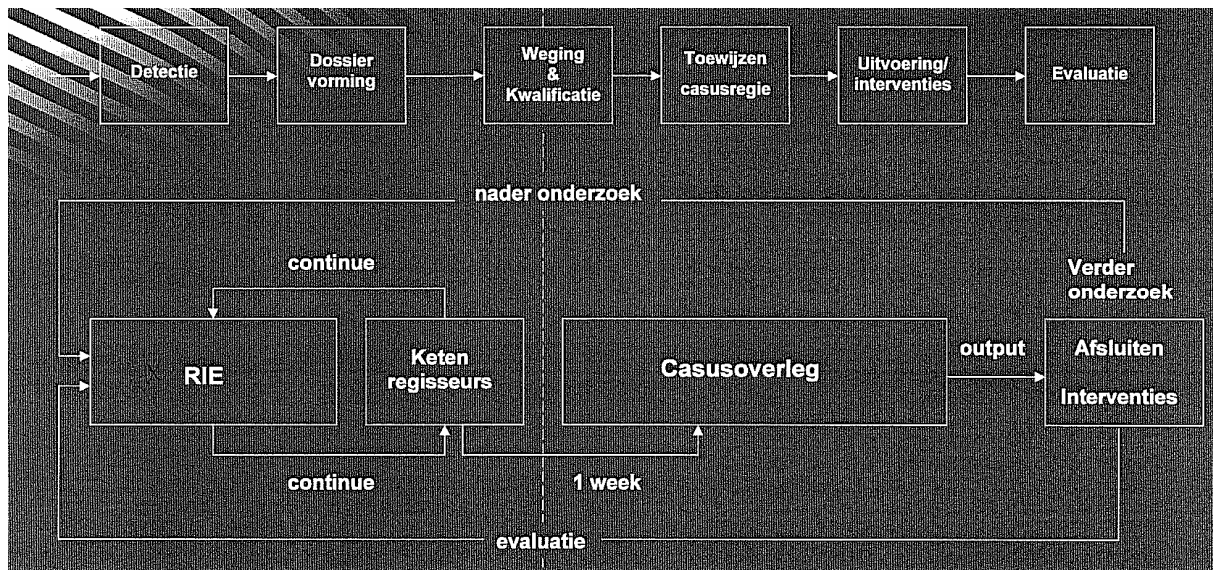 Detectie
Dossier
vorming
Weging
&
Kwalificatie
Toewijzen
casusregie
Uitvoering/
interventies
Evaluatie
nader onderzoek
continue
Verder
onderzoek
RIE
Keten
regisseurs
Casusoverleg
output
Afsluiten
Interventies
continue
1 week
evaluatie